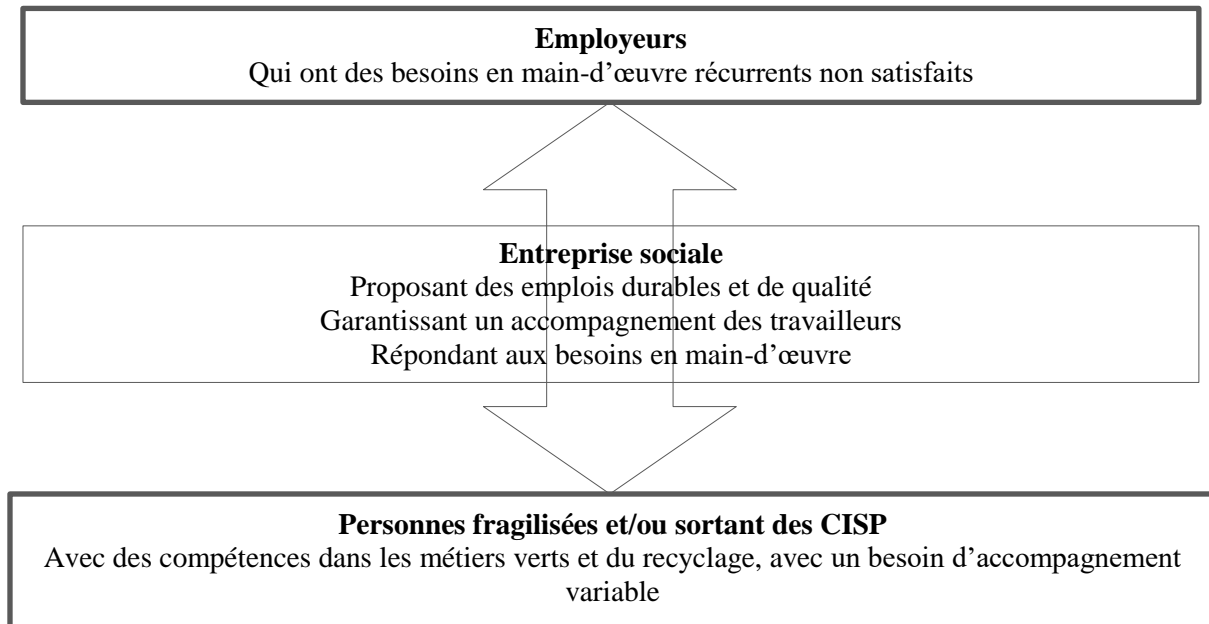 Employeurs
Qui ont des besoins en main-d’œuvre récurrents non satisfaits
Entreprise sociale
Proposant des emplois durables et de qualité
Garantissant un accompagnement des travailleurs
Répondant aux besoins en main-d’œuvre
Personnes fragilisées et/ou sortant des CISP
Avec des compétences dans les métiers verts et du recyclage, avec un besoin d’accompagnement
variable